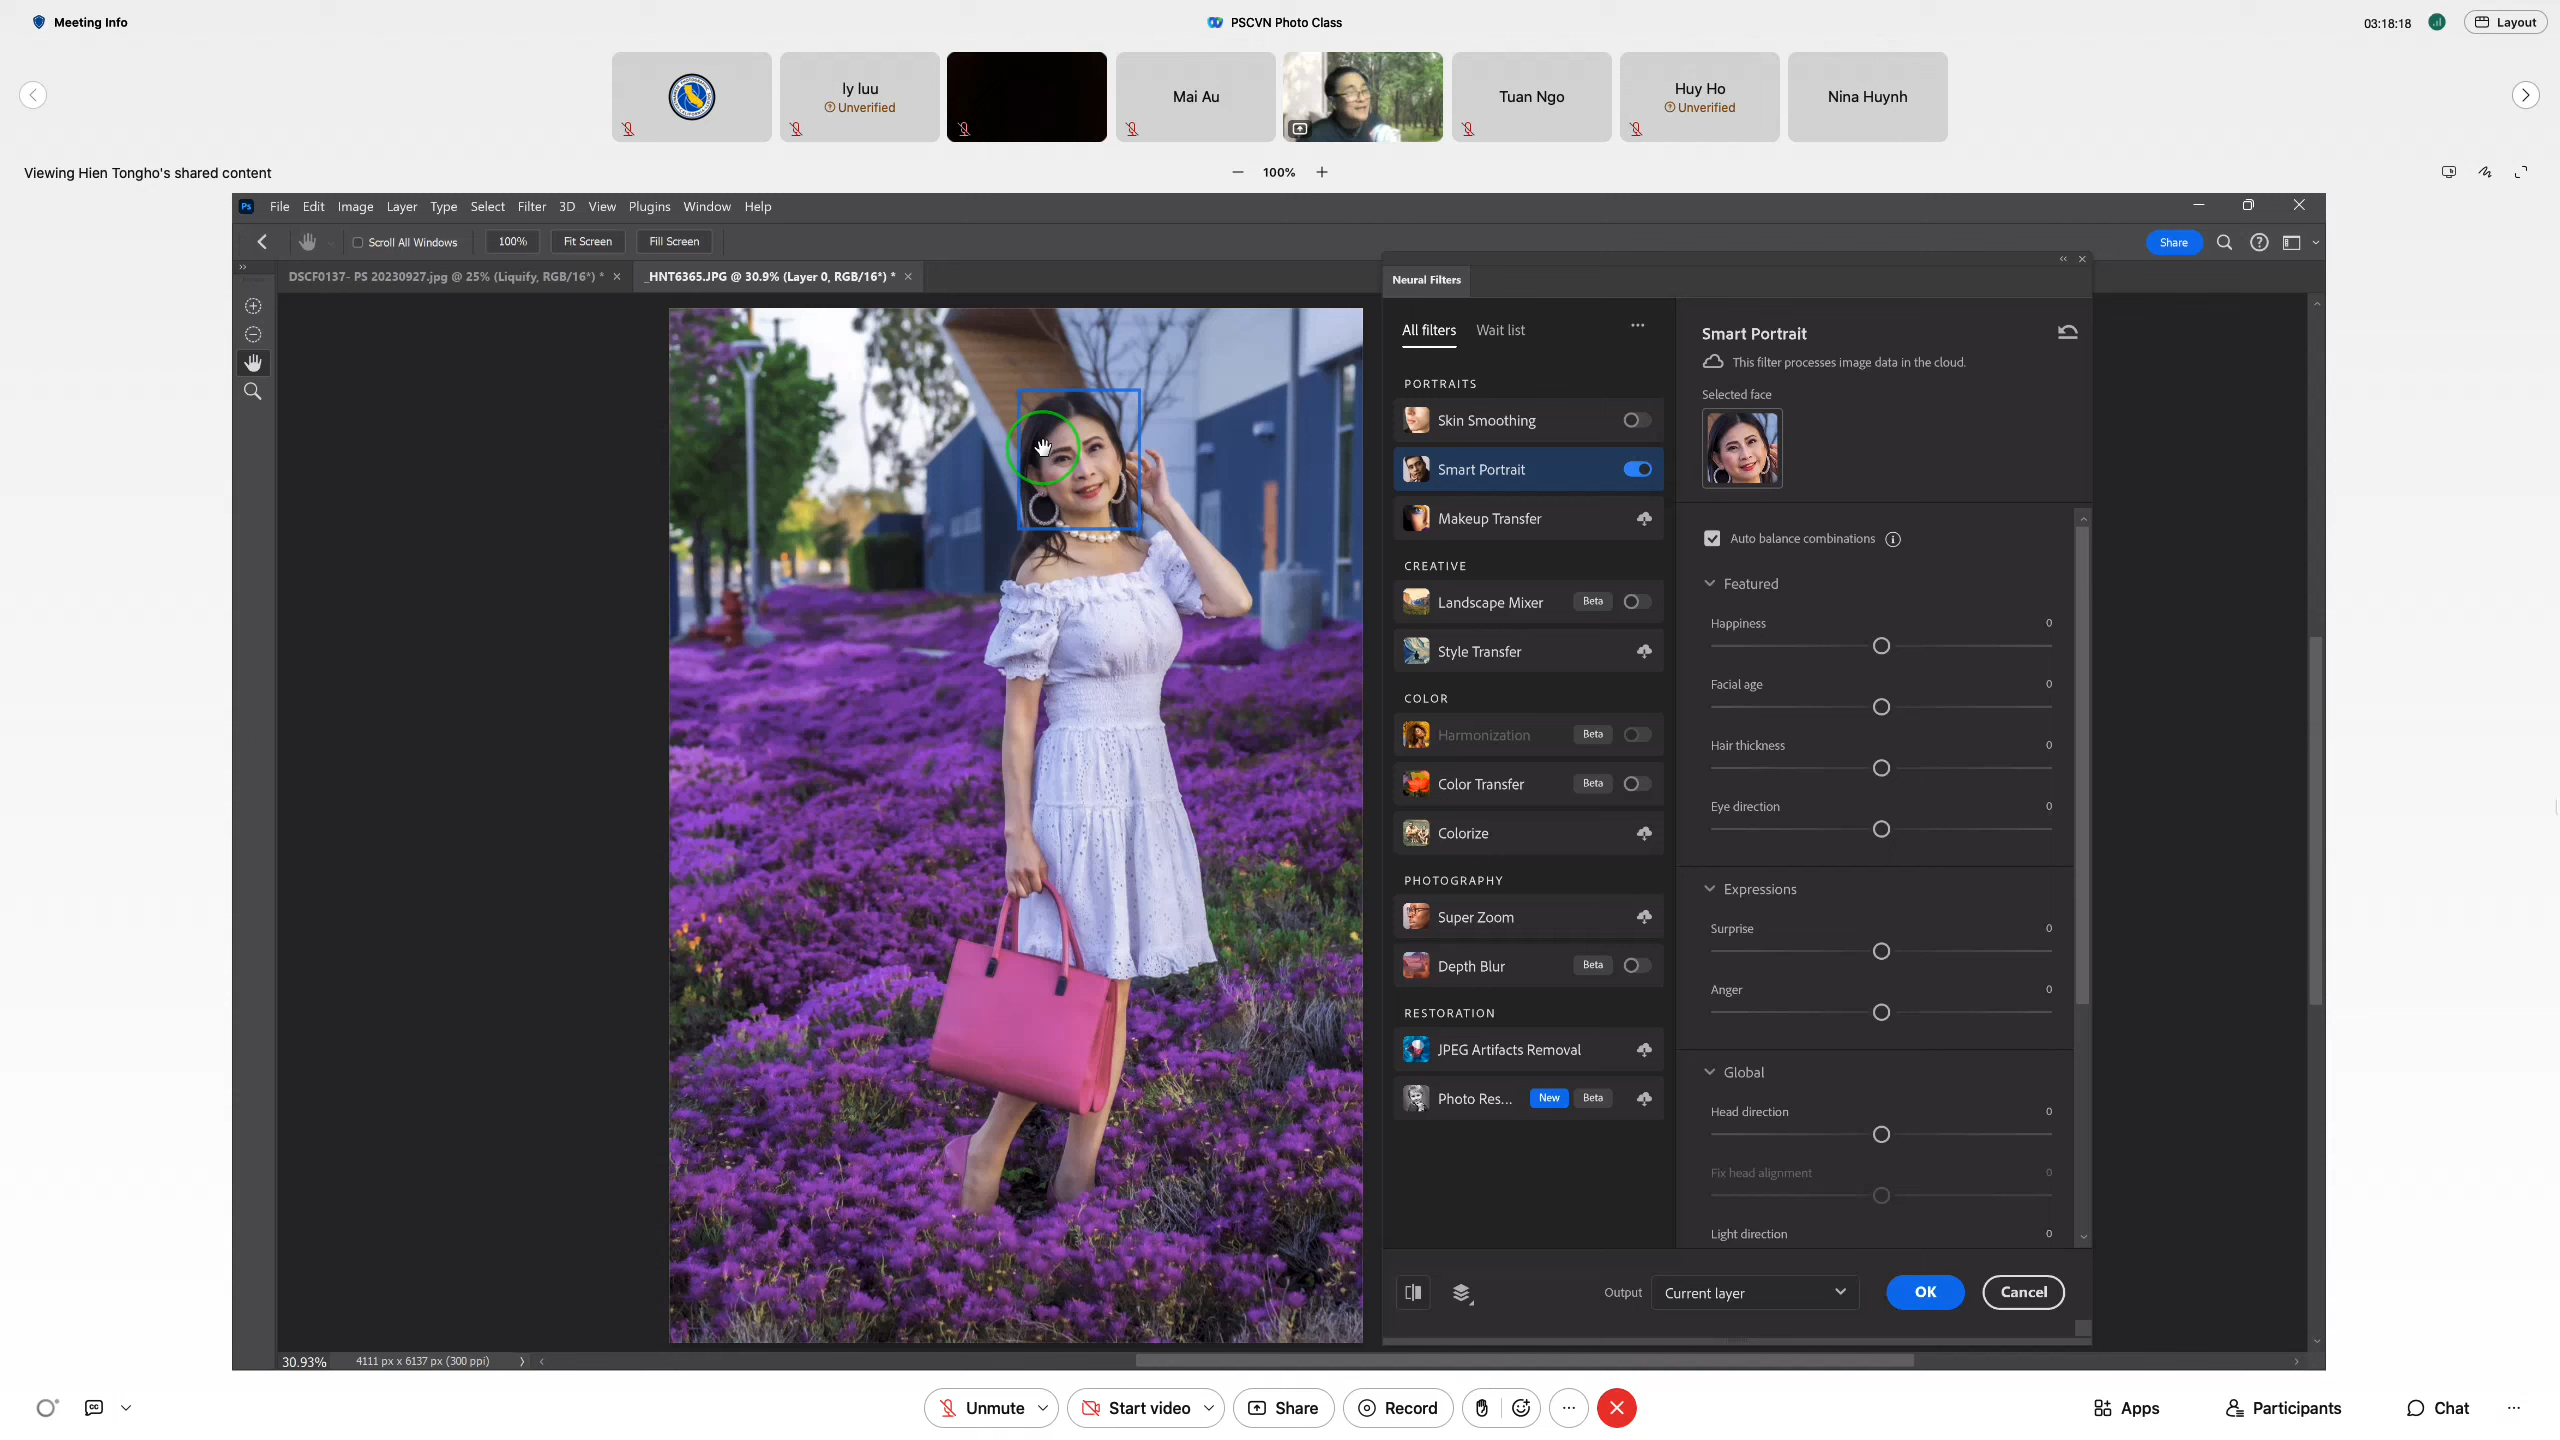 Meeting Info
PSCVN Photo Class
03:18:18
Layout
ly luu
Unverified
Mai Au
Tuan Ngo
Huy Ho
Unverified
Nina Huynh
Viewing Hien Tongho's shared content
100%
Ps File Edit Image Layer Type Select Filter 3D View Plugins Window Help
Scroll All Windows 100% Fit Screen Fill Screen
Share
DSCF0137- PS 20230927.jpg @ 25% (Liquify, RGB/16*) *
_HNT6365.JPG @ 30.9% (Layer 0, RGB/16*) *
Neural Filters
All filters Wait list
PORTRAITS
Skin Smoothing
Smart Portrait
Makeup Transfer
CREATIVE
Landscape Mixer Beta
Style Transfer
COLOR
Harmonization Beta
Color Transfer Beta
Colorize
PHOTOGRAPHY
Super Zoom
Depth Blur Beta
RESTORATION
JPEG Artifacts Removal
Photo Res... New Beta
Smart Portrait
This filter processes image data in the cloud.
Selected face
Auto balance combinations
Featured
Happiness 0
Facial age 0
Hair thickness 0
Eye direction 0
Expressions
Surprise 0
Anger 0
Global
Head direction 0
Fix head alignment 0
Light direction 0
Output Current layer OK Cancel
30.93% 4111 px x 6137 px (300 ppi)
CC
Unmute
Start video
Share
Record
Apps
Participants
Chat